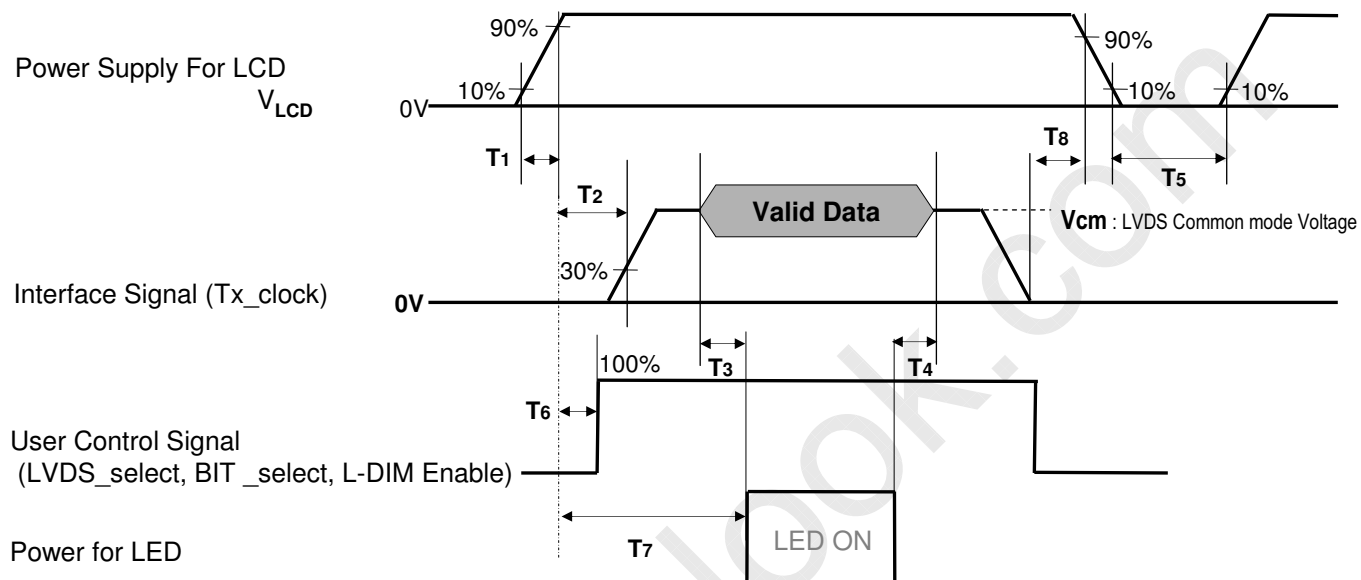 90%
90%
Power Supply For LCD
VLCD
10%
10%
10%
0V
T1
T8
T5
T2
Valid Data
Vcm : LVDS Common mode Voltage
30%
Interface Signal (Tx_clock)
0V
T3
T4
100%
T6
User Control Signal
(LVDS_select, BIT _select, L-DIM Enable)
T7
LED ON
Power for LED
look.com